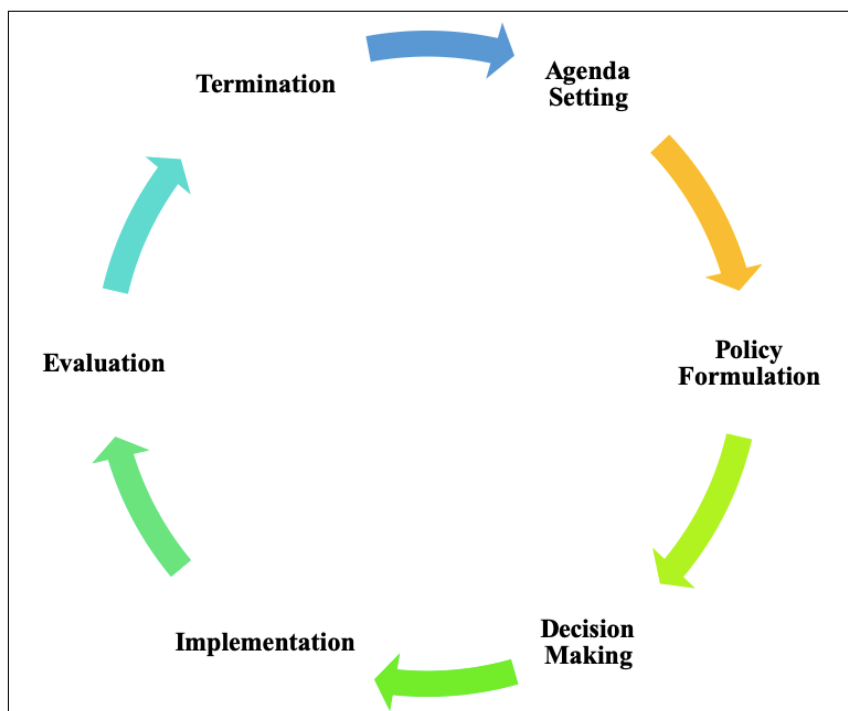 Termination
Agenda
Setting
Policy
Formulation
Decision
Making
Implementation
Evaluation